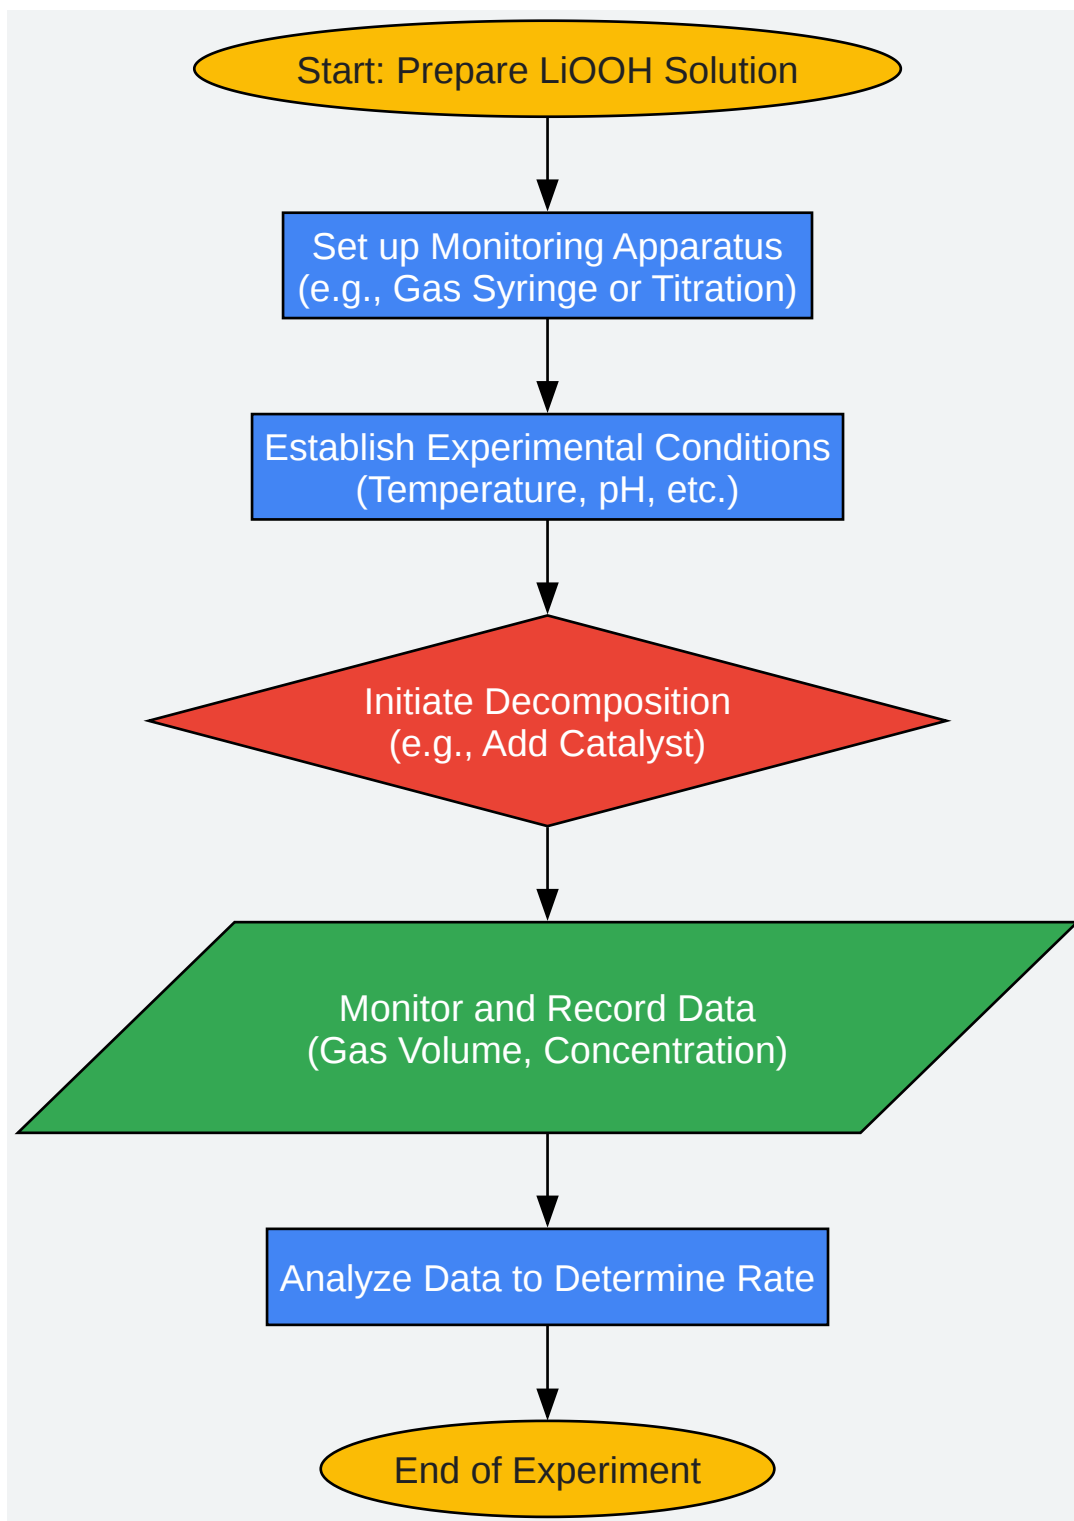 Start: Prepare LiOOH Solution
Set up Monitoring Apparatus
(e.g., Gas Syringe or Titration)
Establish Experimental Conditions
(Temperature, pH, etc.)
Initiate Decomposition
(e.g., Add Catalyst)
Monitor and Record Data
(Gas Volume, Concentration)
Analyze Data to Determine Rate
End of Experiment